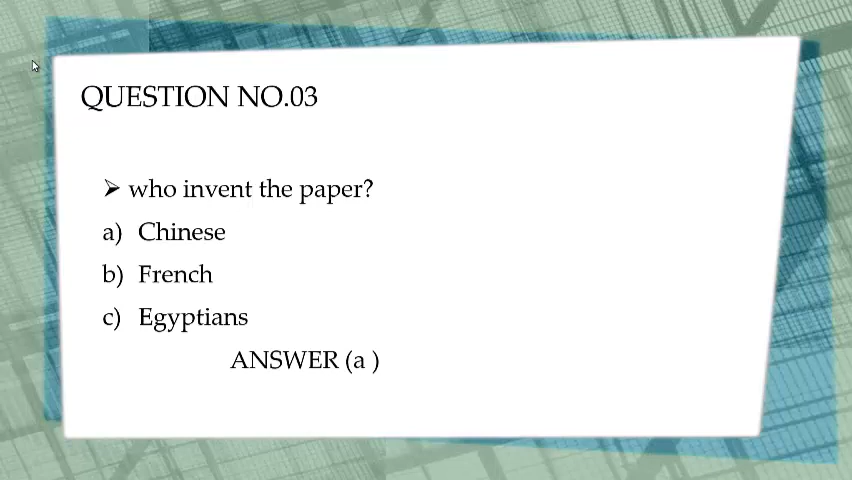 QUESTION NO.03
➢ who invent the paper?
a) Chinese
b) French
c) Egyptians
ANSWER (a )